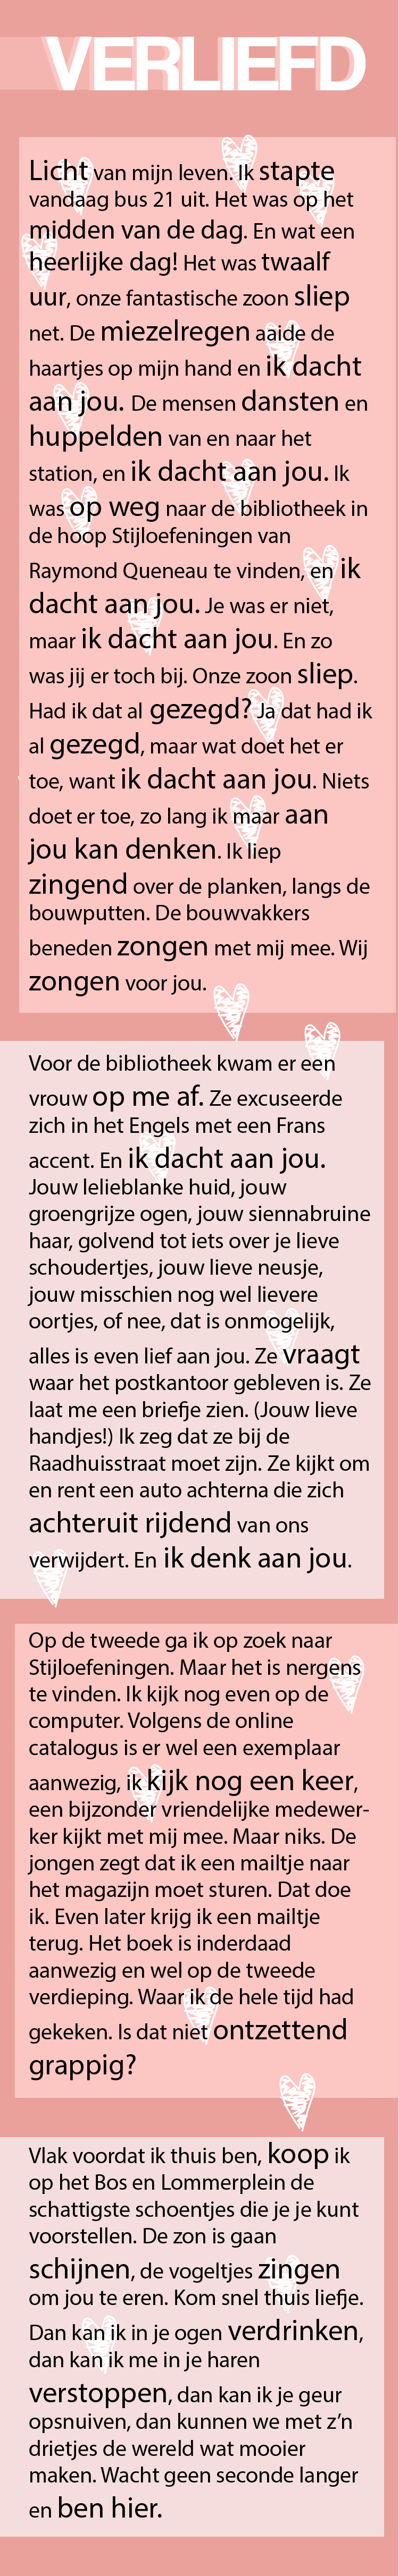 VERLIEFD
Licht van mijn leven. Ik stapte
vandaag bus 21 uit. Het was op het
midden van de dag. En wat een
heerlijke dag! Het was twaalf
uur, onze fantastische zoon sliep
net. De miezelregen aaide de
haartjes op mijn hand en ik dacht
aan jou. De mensen dansten en
huppelden van en naar het
station, en ik dacht aan jou. Ik
was op weg naar de bibliotheek in
de hoop Stijloefeningen van
Raymond Queneau te vinden, en ik
dacht aan jou. Je was er niet,
maar ik dacht aan jou. En zo
was jij er toch bij. Onze zoon sliep.
Had ik dat al gezegd? Ja dat had ik
al gezegd, maar wat doet het er
toe, want ik dacht aan jou. Niets
doet er toe, zo lang ik maar aan
jou kan denken. Ik liep
zingend over de planken, langs de
bouwputten. De bouwvakkers
beneden zongen met mij mee. Wij
zongen voor jou.
Voor de bibliotheek kwam er een
vrouw op me af. Ze excuseerde
zich in het Engels met een Frans
accent. En ik dacht aan jou.
Jouw lelieblanke huid, jouw
groengrijze ogen, jouw siennabruine
haar, golvend tot iets over je lieve
schoudertjes, jouw lieve neusje,
jouw misschien nog wel lievere
oortjes, of nee, dat is onmogelijk,
alles is even lief aan jou. Ze vraagt
waar het postkantoor gebleven is. Ze
laat me een briefje zien. (Jouw lieve
handjes!) Ik zeg dat ze bij de
Raadhuisstraat moet zijn. Ze kijkt om
en rent een auto achterna die zich
achteruit rijdend van ons
verwijdert. En ik denk aan jou.
Op de tweede ga ik op zoek naar
Stijloefeningen. Maar het is nergens
te vinden. Ik kijk nog even op de
computer. Volgens de online
catalogus is er wel een exemplaar
aanwezig, ik kijk nog een keer,
een bijzonder vriendelijke medewer-
ker kijkt met mij mee. Maar niks. De
jongen zegt dat ik een mailtje naar
het magazijn moet sturen. Dat doe
ik. Even later krijg ik een mailtje
terug. Het boek is inderdaad
aanwezig en wel op de tweede
verdieping. Waar ik de hele tijd had
gekeken. Is dat niet ontzettend
grappig?
Vlak voordat ik thuis ben, koop ik
op het Bos en Lommerplein de
schattigste schoentjes die je je kunt
voorstellen. De zon is gaan
schijnen, de vogeltjes zingen
om jou te eren. Kom snel thuis liefje.
Dan kan ik in je ogen verdrinken,
dan kan ik me in je haren
verstoppen, dan kan ik je geur
opsnuiven, dan kunnen we met z’n
drietjes de wereld wat mooier
maken. Wacht geen seconde langer
en ben hier.